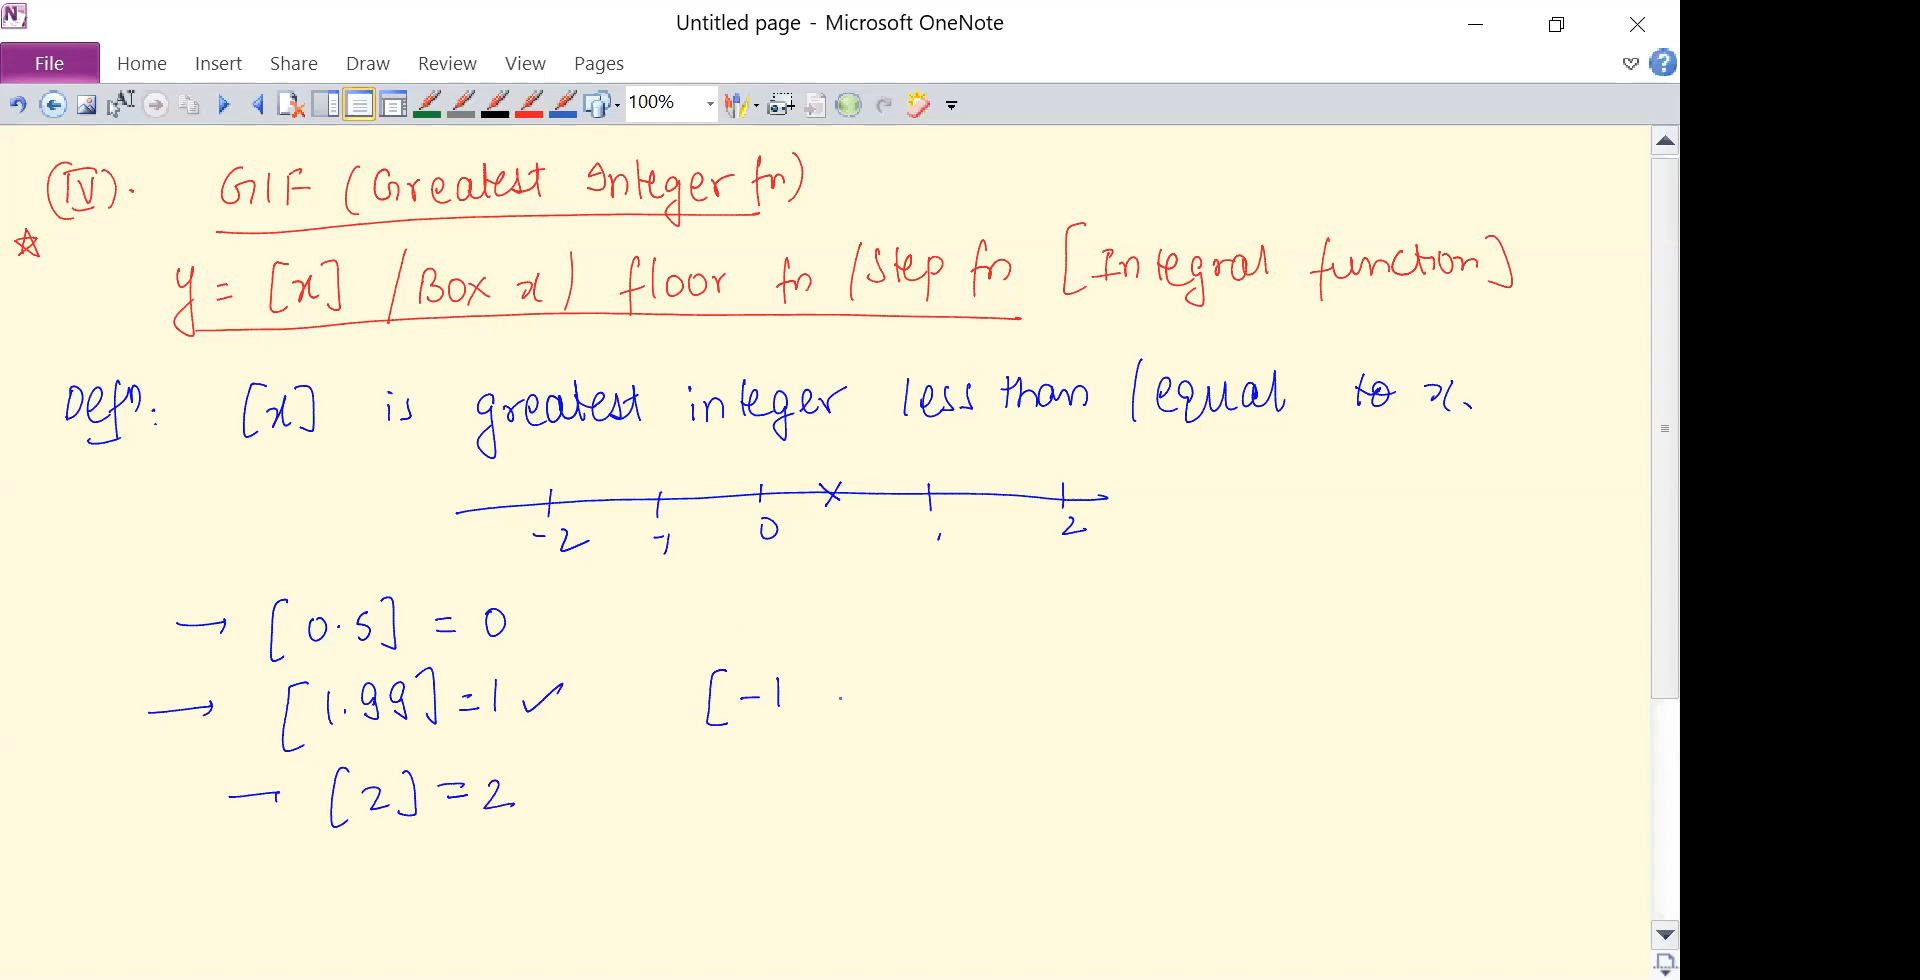 Untitled page - Microsoft OneNote
File Home Insert Share Draw Review View Pages
100%
(IV). GIF (Greatest Integer fn)
y = [x] / Box x / floor fn / Step fn [Integral function]
Defn: [x] is greatest integer less than / equal to x.
-2 -1 0 2
→ [0.5] = 0
→ [1.99] = 1 ✓ [-1 .
→ [2] = 2